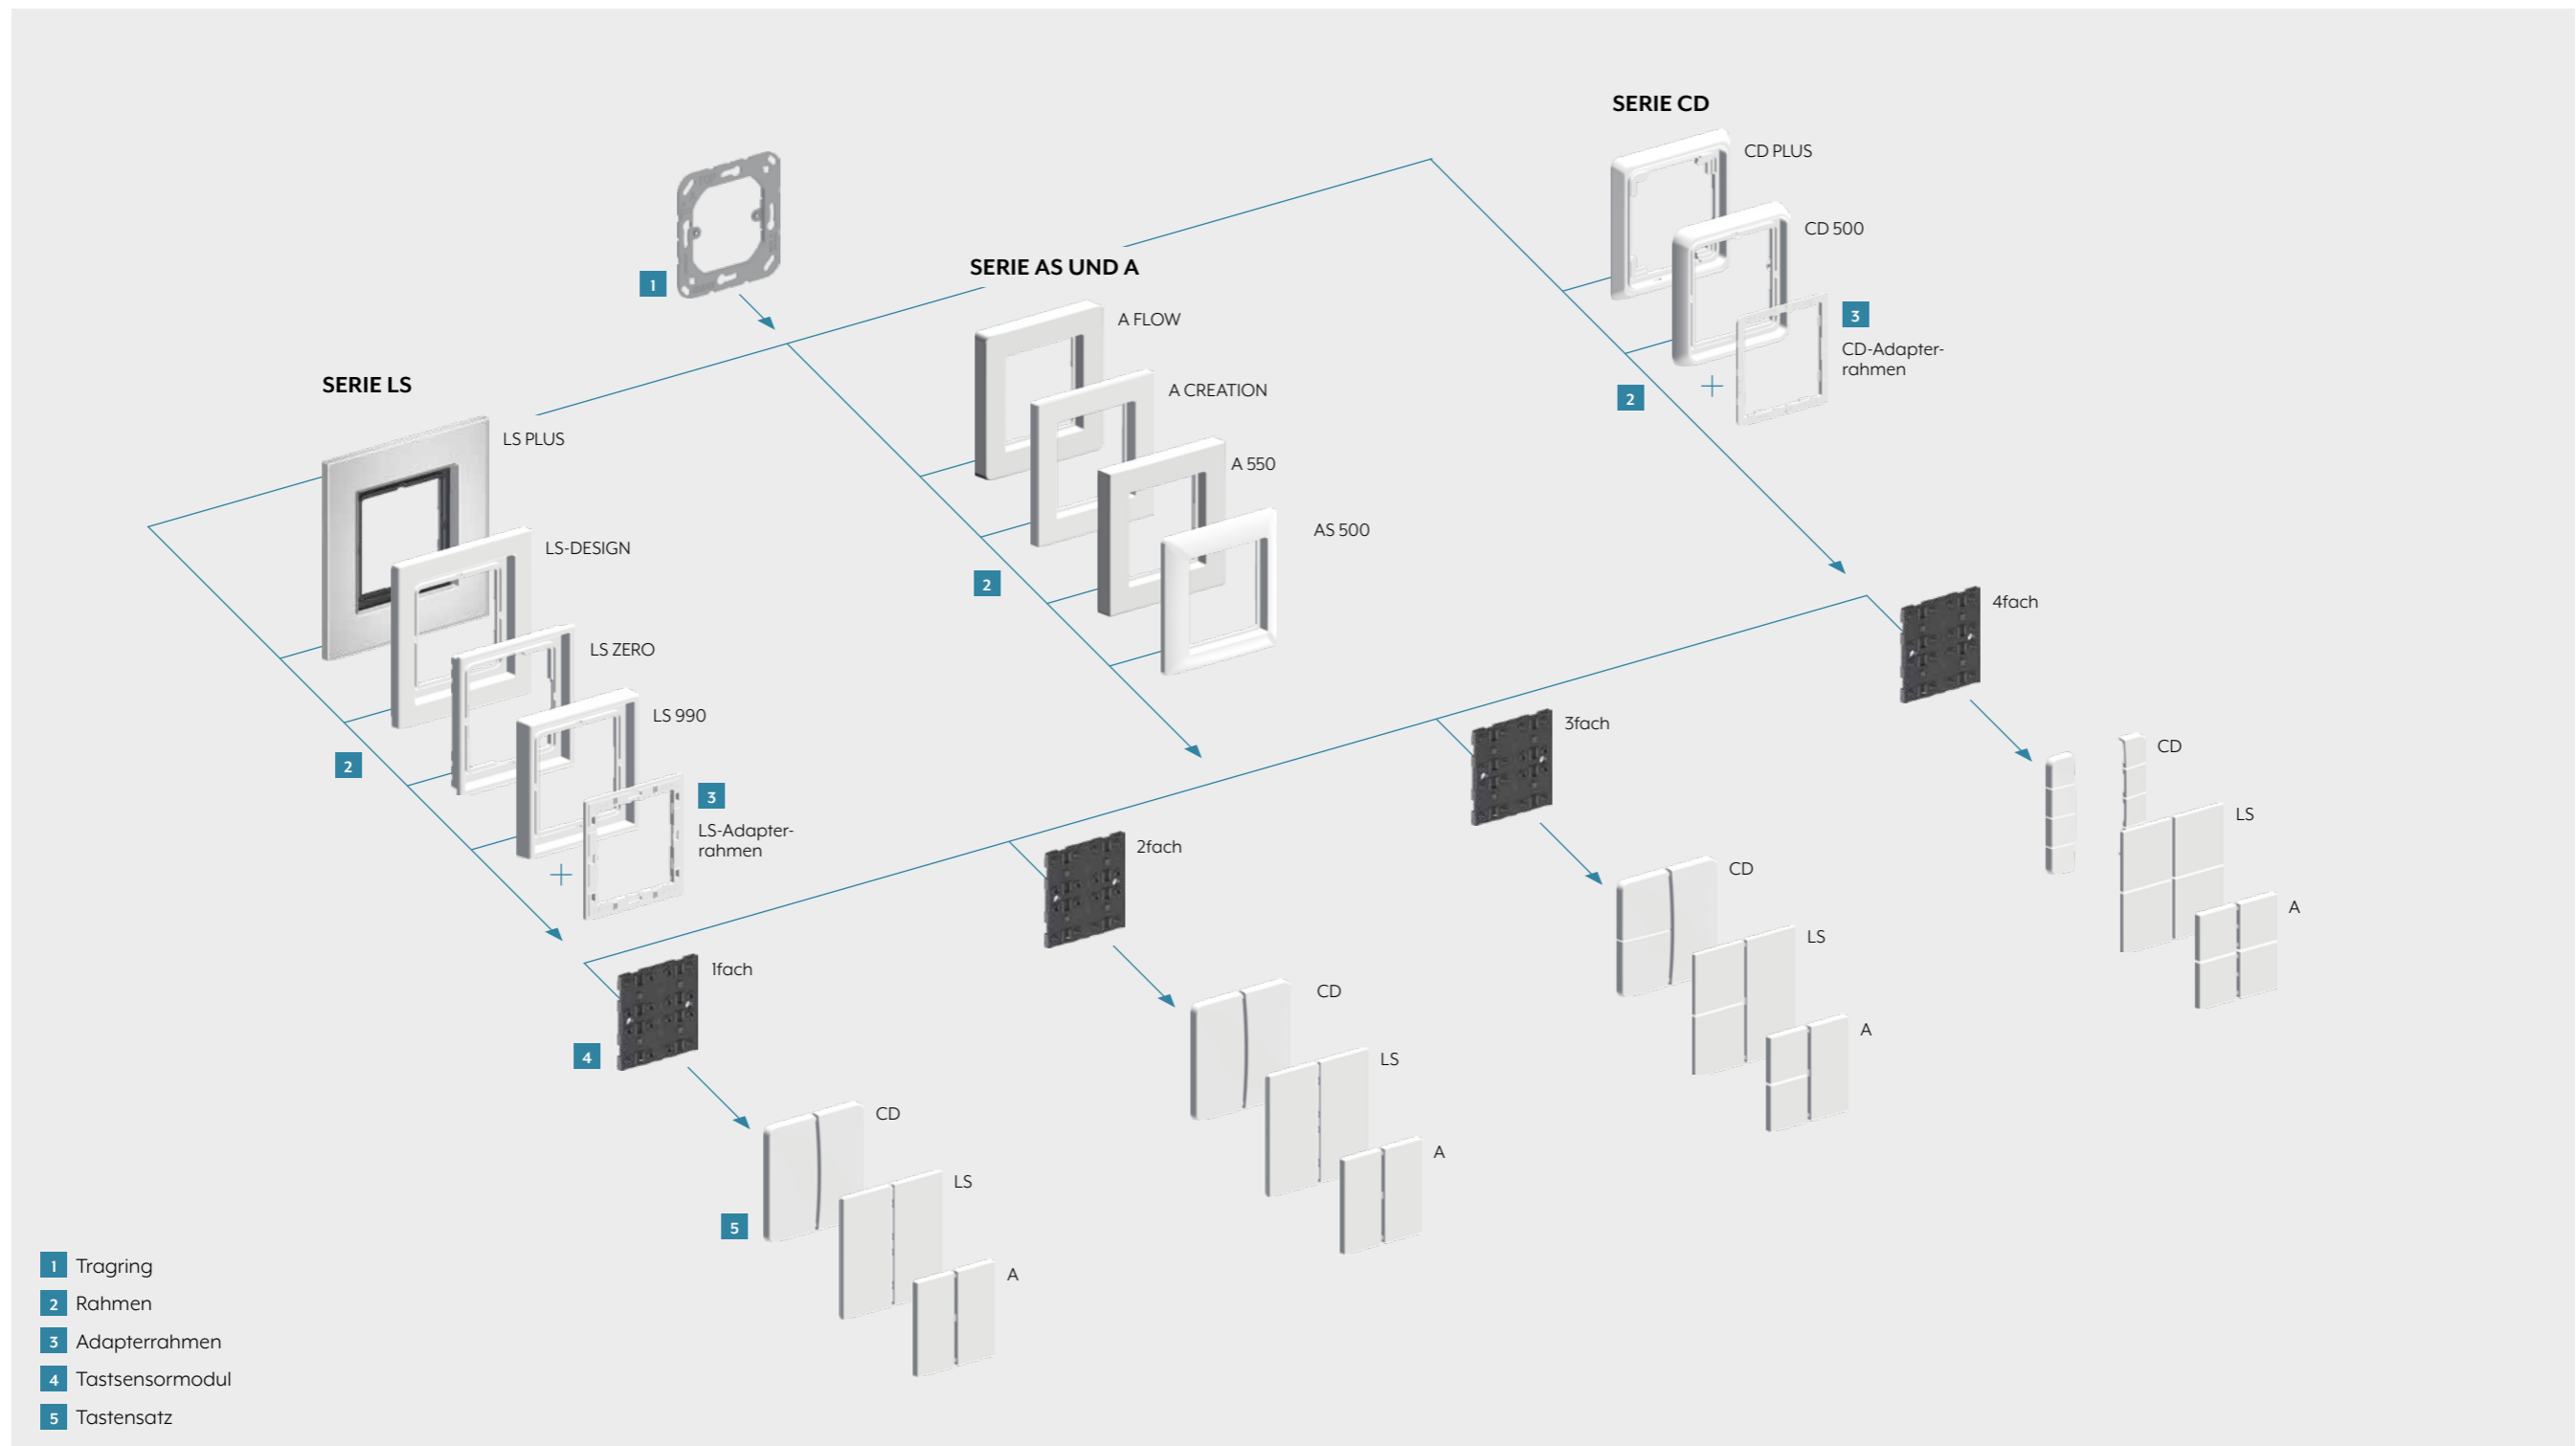 SERIE CD
CD PLUS
CD 500
3
CD-Adapter-
rahmen
2
1
SERIE AS UND A
A FLOW
A CREATION
A 550
AS 500
2
SERIE LS
LS PLUS
LS-DESIGN
LS ZERO
LS 990
2
3
LS-Adapter-
rahmen
4fach
CD
LS
A
3fach
CD
LS
A
2fach
CD
LS
A
1fach
4
CD
LS
A
5
1 Tragring
2 Rahmen
3 Adapterrahmen
4 Tastsensormodul
5 Tastensatz